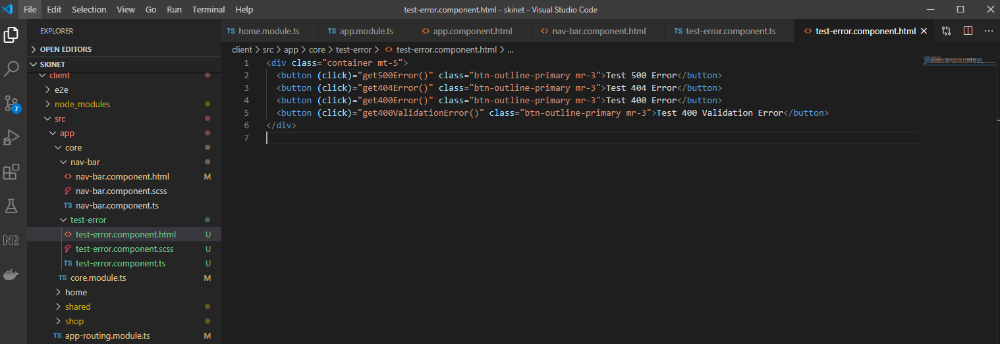 File Edit Selection View Go Run Terminal Help test-error.component.html - skinet - Visual Studio Code
EXPLORER
OPEN EDITORS
SKINET
client
e2e
node_modules
src
app
core
nav-bar
nav-bar.component.html M
nav-bar.component.scss
TS nav-bar.component.ts
test-error
test-error.component.html U
test-error.component.scss U
TS test-error.component.ts U
TS core.module.ts M
home
shared
shop
TS app-routing.module.ts M
7
N
TS home.module.ts TS app.module.ts <> app.component.html <> nav-bar.component.html TS test-error.component.ts <> test-error.component.html
client > src > app > core > test-error > <> test-error.component.html > ...
1 <div class="container mt-5">
2 <button (click)="get500Error()" class="btn-outline-primary mr-3">Test 500 Error</button>
3 <button (click)="get404Error()" class="btn-outline-primary mr-3">Test 404 Error</button>
4 <button (click)="get400Error()" class="btn-outline-primary mr-3">Test 400 Error</button>
5 <button (click)="get400ValidationError()" class="btn-outline-primary mr-3">Test 400 Validation Error</button>
6 </div>
7